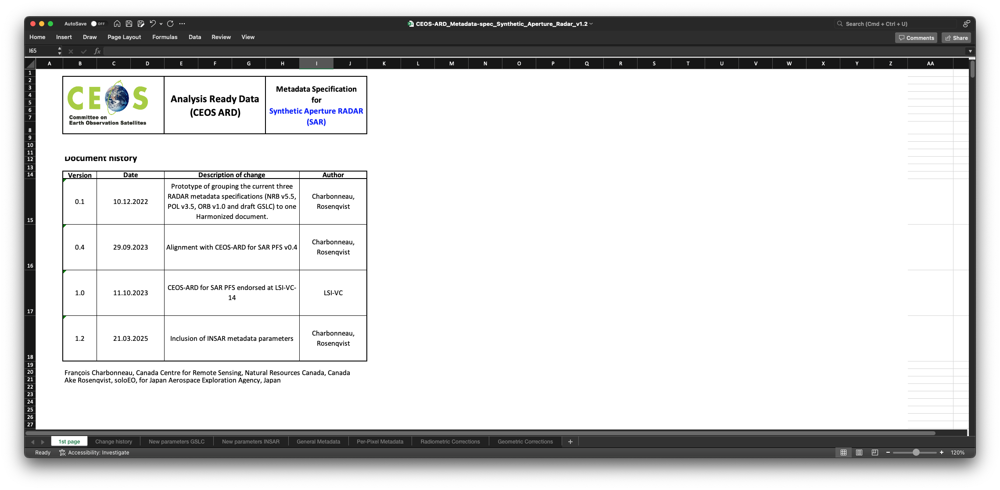 AutoSave OFF
CEOS-ARD_Metadata-spec_Synthetic_Aperture_Radar_v1.2
Search (Cmd + Ctrl + U)
Home Insert Draw Page Layout Formulas Data Review View
Comments Share
I65 fx
A B C D E F G H I J K L M N O P Q R S T U V W X Y Z AA
1
2
3
4
5
6
7
8
9
10
11
12
13
14
15
16
17
18
19
20
21
22
23
24
25
26
27
CEOS
Committee on
Earth Observation Satellites
Analysis Ready Data
(CEOS ARD)
Metadata Specification
for
Synthetic Aperture RADAR
(SAR)
Document history
Version Date Description of change Author
0.1
10.12.2022
Prototype of grouping the current three
RADAR metadata specifications (NRB v5.5,
POL v3.5, ORB v1.0 and draft GSLC) to one
Harmonized document.
Charbonneau,
Rosenqvist
0.4
29.09.2023
Alignment with CEOS-ARD for SAR PFS v0.4
Charbonneau,
Rosenqvist
1.0
11.10.2023
CEOS-ARD for SAR PFS endorsed at LSI-VC-
14
LSI-VC
1.2
21.03.2025
Inclusion of INSAR metadata parameters
Charbonneau,
Rosenqvist
François Charbonneau, Canada Centre for Remote Sensing, Natural Resources Canada, Canada
Ake Rosenqvist, soloEO, for Japan Aerospace Exploration Agency, Japan
1st page Change history New parameters GSLC New parameters INSAR General Metadata Per-Pixel Metadata Radiometric Corrections Geometric Corrections +
Ready Accessibility: Investigate
− + 120%